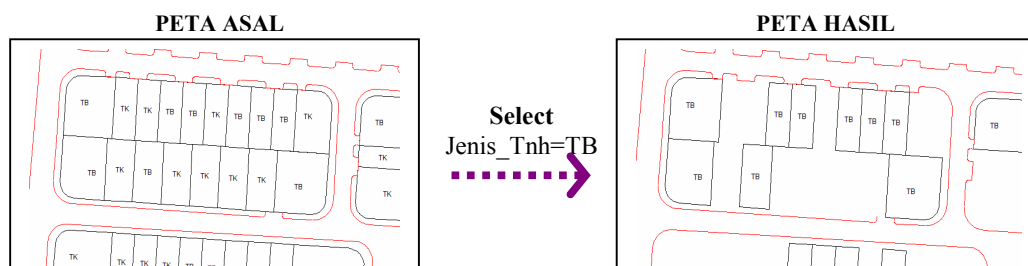 PETA ASAL
PETA HASIL
Select
Jenis_Tnh=TB
TB TK TK TB TB TK TB TB TB TK
TB TK TB TK TK TK TK TB
TB
TK
TK
TK TK TK TK TB
TB TB TB TB TB TB
TB TB TB
TB